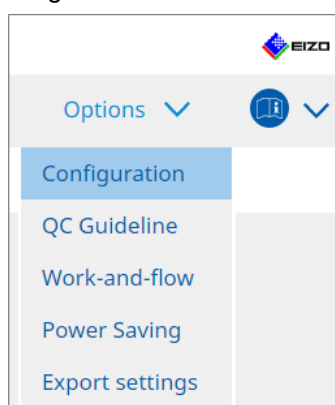 EIZO
Options
Configuration
QC Guideline
Work-and-flow
Power Saving
Export settings